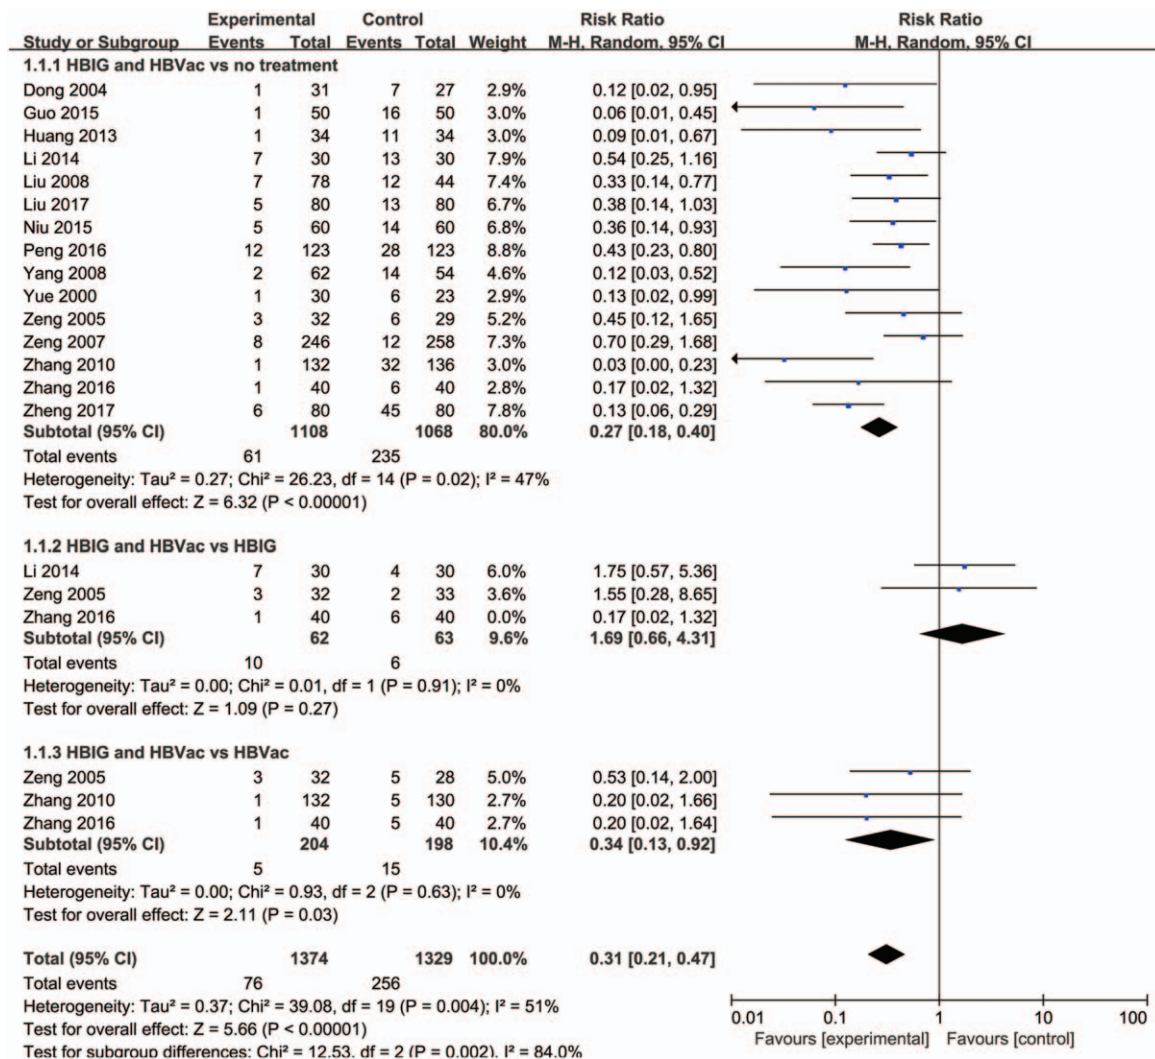 Experimental Control Risk Ratio Risk Ratio
Study or Subgroup Events Total Events Total Weight M-H, Random, 95% CI M-H, Random, 95% CI
1.1.1 HBIG and HBVac vs no treatment
Dong 2004 1 31 7 27 2.9% 0.12 [0.02, 0.95]
Guo 2015 1 50 16 50 3.0% 0.06 [0.01, 0.45]
Huang 2013 1 34 11 34 3.0% 0.09 [0.01, 0.67]
Li 2014 7 30 13 30 7.9% 0.54 [0.25, 1.16]
Liu 2008 7 78 12 44 7.4% 0.33 [0.14, 0.77]
Liu 2017 5 80 13 80 6.7% 0.38 [0.14, 1.03]
Niu 2015 5 60 14 60 6.8% 0.36 [0.14, 0.93]
Peng 2016 12 123 28 123 8.8% 0.43 [0.23, 0.80]
Yang 2008 2 62 14 54 4.6% 0.12 [0.03, 0.52]
Yue 2000 1 30 6 23 2.9% 0.13 [0.02, 0.99]
Zeng 2005 3 32 6 29 5.2% 0.45 [0.12, 1.65]
Zeng 2007 8 246 12 258 7.3% 0.70 [0.29, 1.68]
Zhang 2010 1 132 32 136 3.0% 0.03 [0.00, 0.23]
Zhang 2016 1 40 6 40 2.8% 0.17 [0.02, 1.32]
Zheng 2017 6 80 45 80 7.8% 0.13 [0.06, 0.29]
Subtotal (95% CI) 1108 1068 80.0% 0.27 [0.18, 0.40]
Total events 61 235
Heterogeneity: Tau² = 0.27; Chi² = 26.23, df = 14 (P = 0.02); I² = 47%
Test for overall effect: Z = 6.32 (P < 0.00001)
1.1.2 HBIG and HBVac vs HBIG
Li 2014 7 30 4 30 6.0% 1.75 [0.57, 5.36]
Zeng 2005 3 32 2 33 3.6% 1.55 [0.28, 8.65]
Zhang 2016 1 40 6 40 0.0% 0.17 [0.02, 1.32]
Subtotal (95% CI) 62 63 9.6% 1.69 [0.66, 4.31]
Total events 10 6
Heterogeneity: Tau² = 0.00; Chi² = 0.01, df = 1 (P = 0.91); I² = 0%
Test for overall effect: Z = 1.09 (P = 0.27)
1.1.3 HBIG and HBVac vs HBVac
Zeng 2005 3 32 5 28 5.0% 0.53 [0.14, 2.00]
Zhang 2010 1 132 5 130 2.7% 0.20 [0.02, 1.66]
Zhang 2016 1 40 5 40 2.7% 0.20 [0.02, 1.64]
Subtotal (95% CI) 204 198 10.4% 0.34 [0.13, 0.92]
Total events 5 15
Heterogeneity: Tau² = 0.00; Chi² = 0.93, df = 2 (P = 0.63); I² = 0%
Test for overall effect: Z = 2.11 (P = 0.03)
Total (95% CI) 1374 1329 100.0% 0.31 [0.21, 0.47]
Total events 76 256
Heterogeneity: Tau² = 0.37; Chi² = 39.08, df = 19 (P = 0.004); I² = 51%
Test for overall effect: Z = 5.66 (P < 0.00001)
Test for subgroup differences: Chi² = 12.53, df = 2 (P = 0.002), I² = 84.0%
0.01 0.1 1 10 100
Favours [experimental] Favours [control]